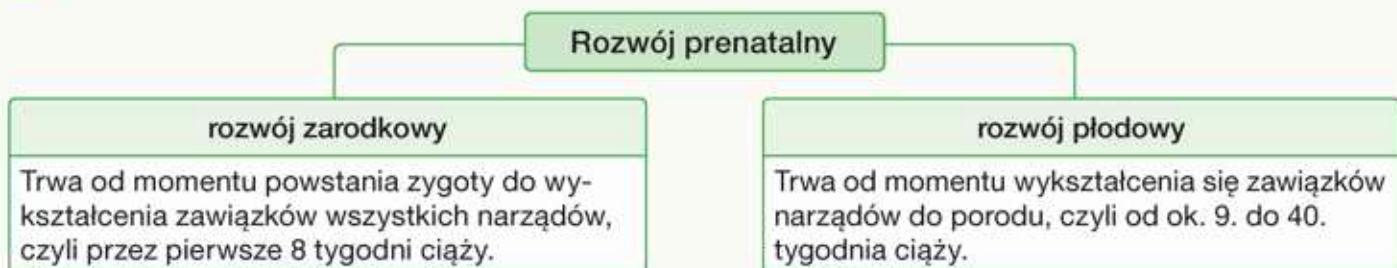 Rozwój prenatalny
rozwój zarodkowy
Trwa od momentu powstania zygoty do wy-
kształcenia zawiązków wszystkich narządów,
czyli przez pierwsze 8 tygodni ciąży.
rozwój płodowy
Trwa od momentu wykształcenia się zawiązków
narządów do porodu, czyli od ok. 9. do 40.
tygodnia ciąży.